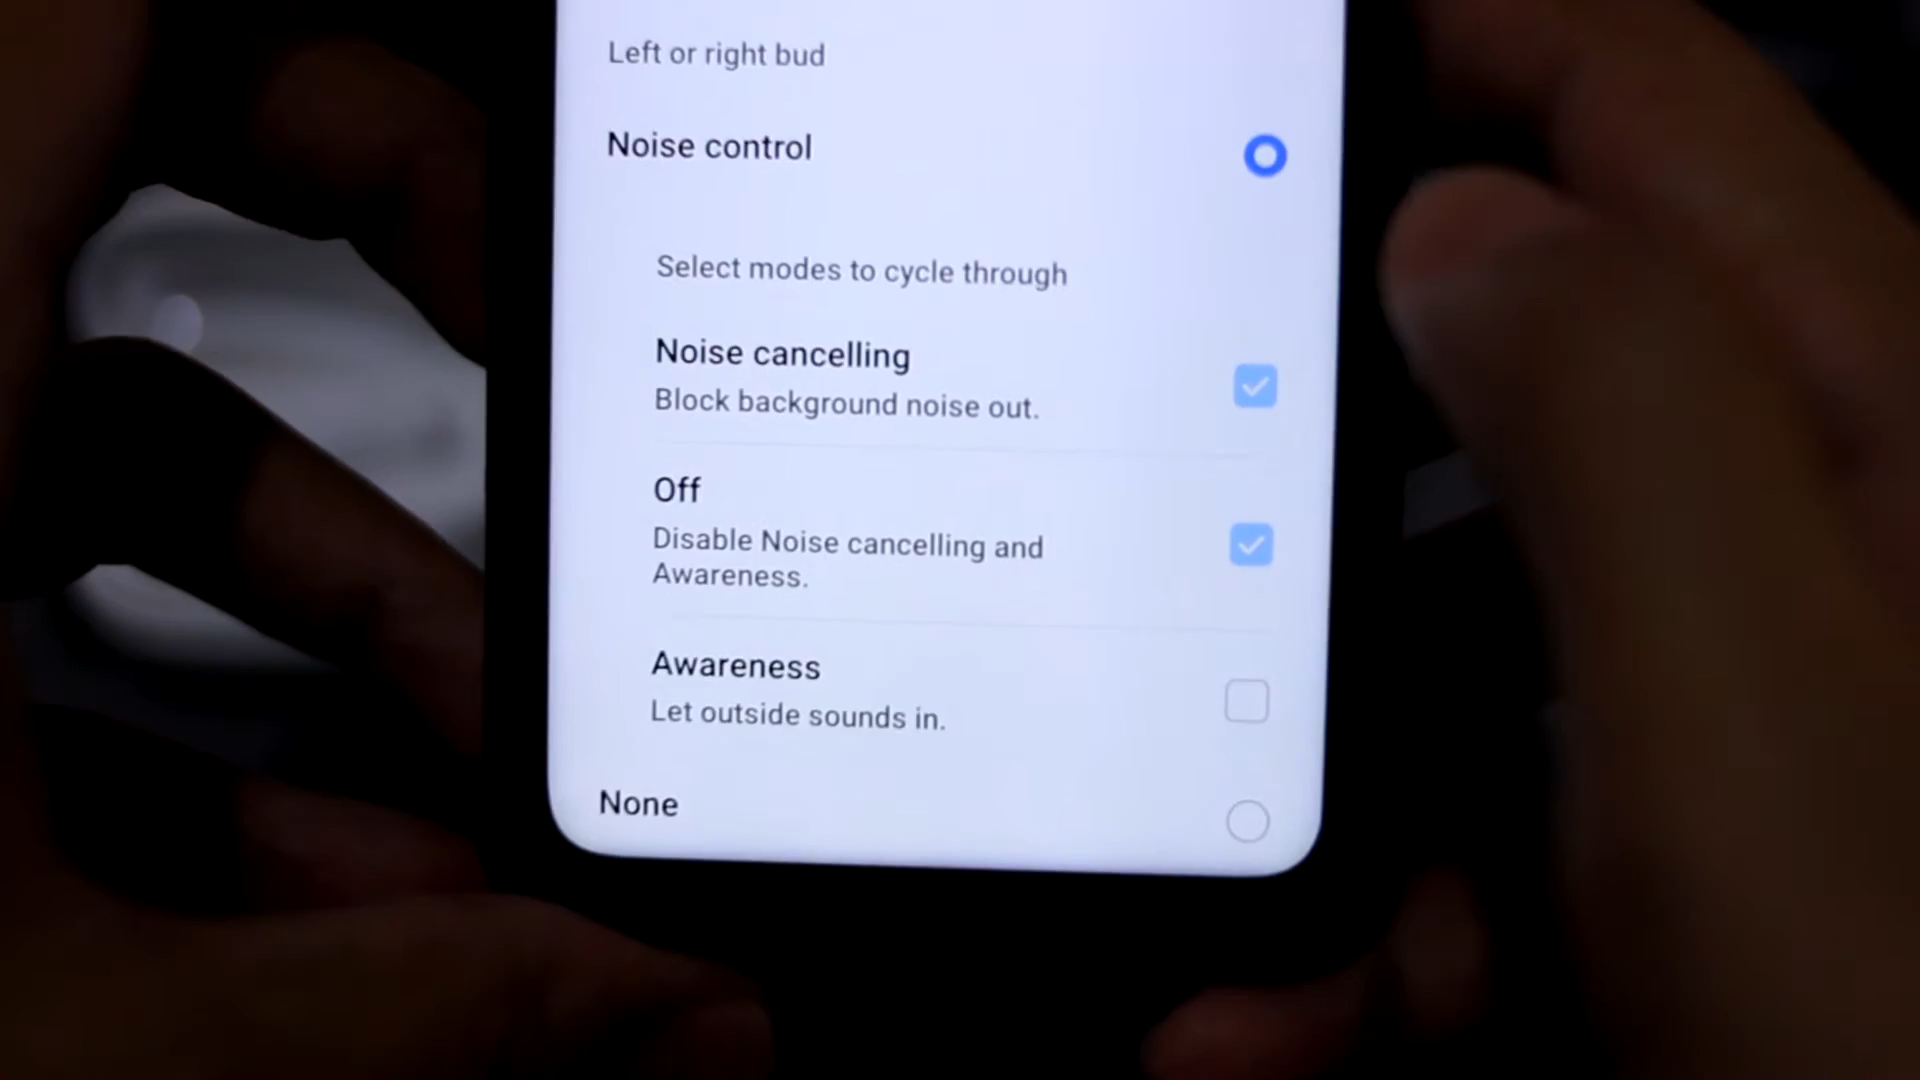 Left or right bud
Noise control
Select modes to cycle through
Noise cancelling
Block background noise out.
Off
Disable Noise cancelling and
Awareness.
Awareness
Let outside sounds in.
None